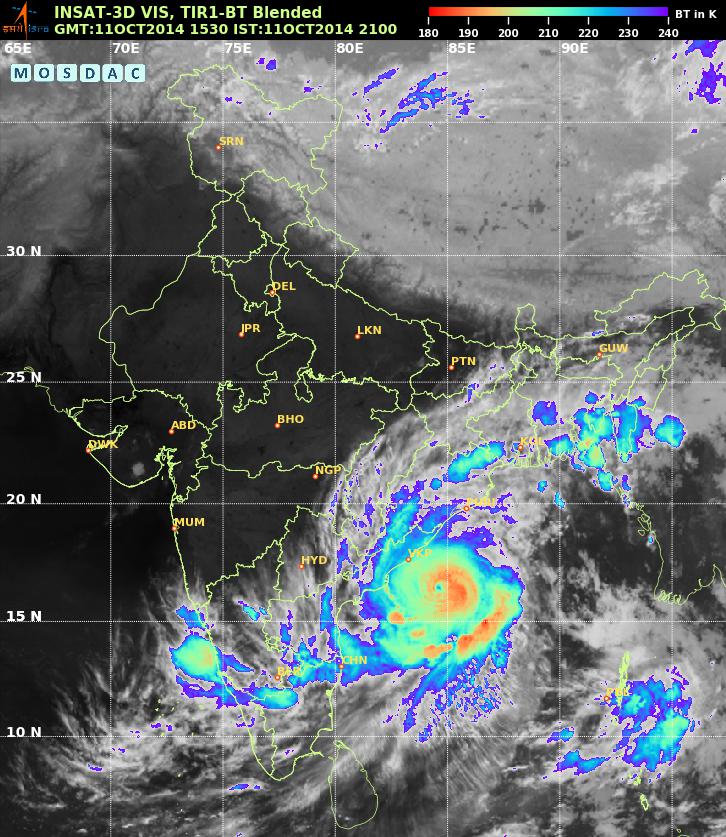 INSAT-3D VIS, TIR1-BT Blended
GMT:11OCT2014 1530 IST:11OCT2014 2100
BT in K
180 190 200 210 220 230 240
65E 70E 75E 80E 85E 90E
MOSDAC
SRN
30 N
DEL
JPR LKN
GUW
PTN
25 N
ABD BHO
DWK KOL
NGP
20 N
MUM
VKP
HYD
15 N
CHN
10 N